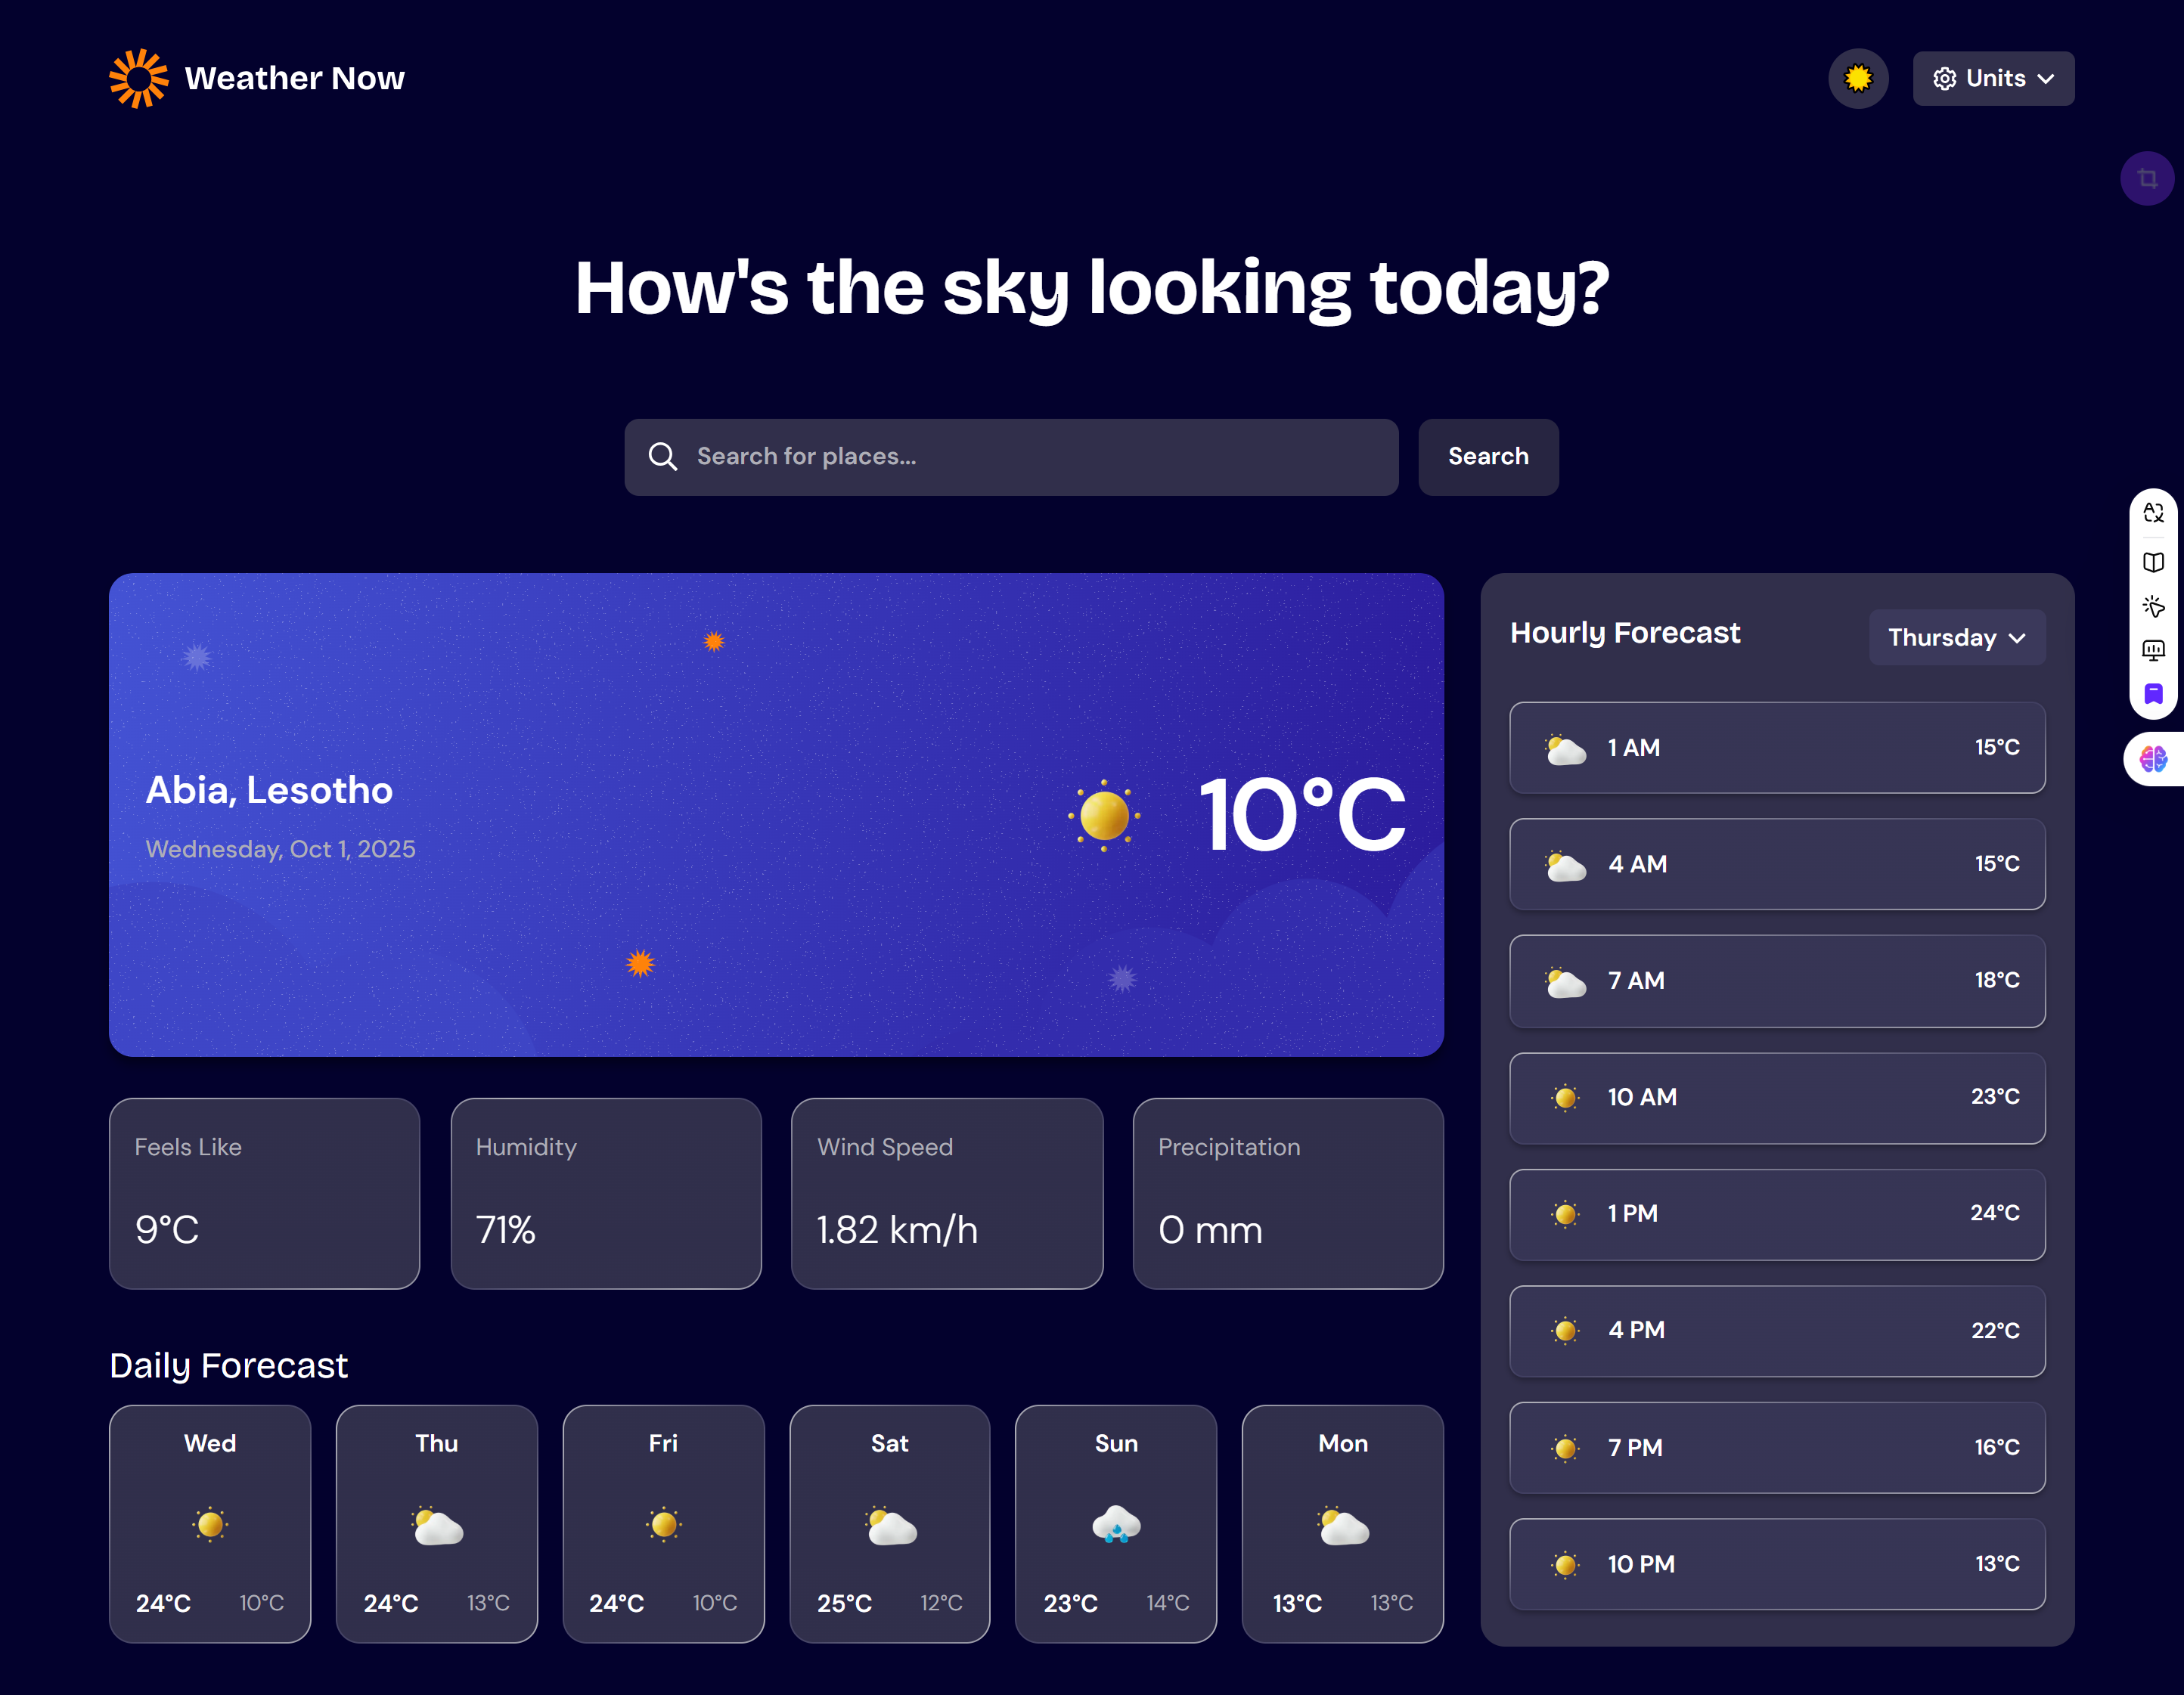 Weather Now
Units
How's the sky looking today?
Search for places...
Search
Abia, Lesotho
Wednesday, Oct 1, 2025
10°C
Feels Like
9°C
Humidity
71%
Wind Speed
1.82 km/h
Precipitation
0 mm
Daily Forecast
Wed
24°C 10°C
Thu
24°C 13°C
Fri
24°C 10°C
Sat
25°C 12°C
Sun
23°C 14°C
Mon
13°C 13°C
Hourly Forecast
Thursday
1 AM 15°C
4 AM 15°C
7 AM 18°C
10 AM 23°C
1 PM 24°C
4 PM 22°C
7 PM 16°C
10 PM 13°C